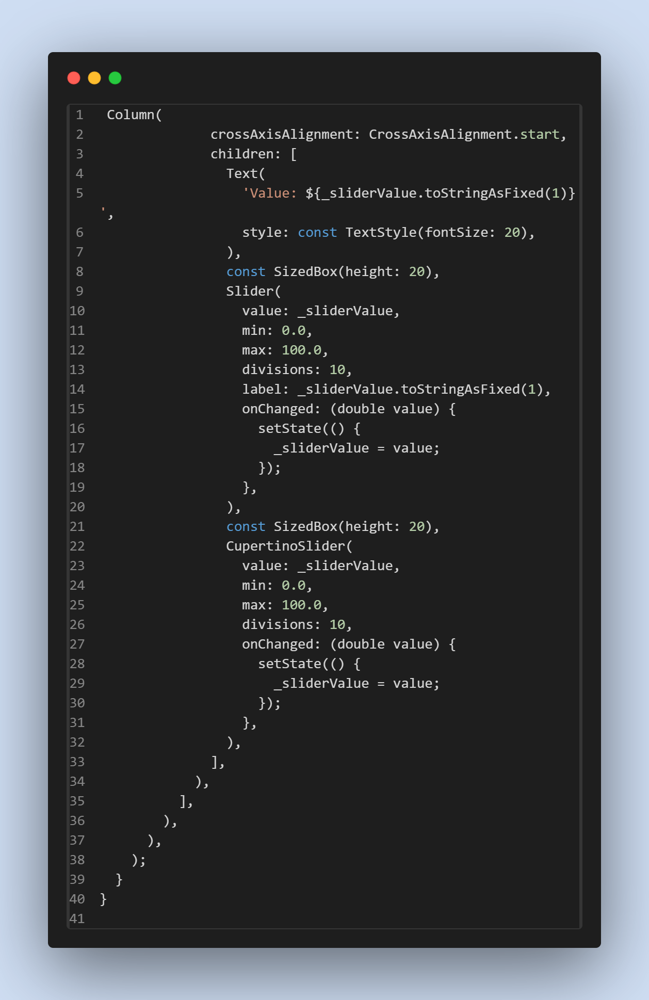 1 Column(
2 crossAxisAlignment: CrossAxisAlignment.start,
3 children: [
4 Text(
5 'Value: ${_sliderValue.toStringAsFixed(1)}
',
6 style: const TextStyle(fontSize: 20),
7 ),
8 const SizedBox(height: 20),
9 Slider(
10 value: _sliderValue,
11 min: 0.0,
12 max: 100.0,
13 divisions: 10,
14 label: _sliderValue.toStringAsFixed(1),
15 onChanged: (double value) {
16 setState(() {
17 _sliderValue = value;
18 });
19 },
20 ),
21 const SizedBox(height: 20),
22 CupertinoSlider(
23 value: _sliderValue,
24 min: 0.0,
25 max: 100.0,
26 divisions: 10,
27 onChanged: (double value) {
28 setState(() {
29 _sliderValue = value;
30 });
31 },
32 ),
33 ],
34 ),
35 ],
36 ),
37 ),
38 );
39 }
40 }
41